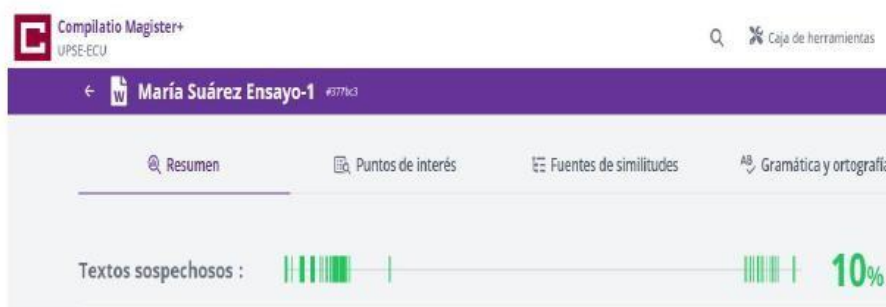 Compilatio Magister+
UPSE-ECU
Caja de herramientas
María Suárez Ensayo-1 #377bc3
Resumen
Puntos de interés
Fuentes de similitudes
Gramática y ortografía
Textos sospechosos :
10%